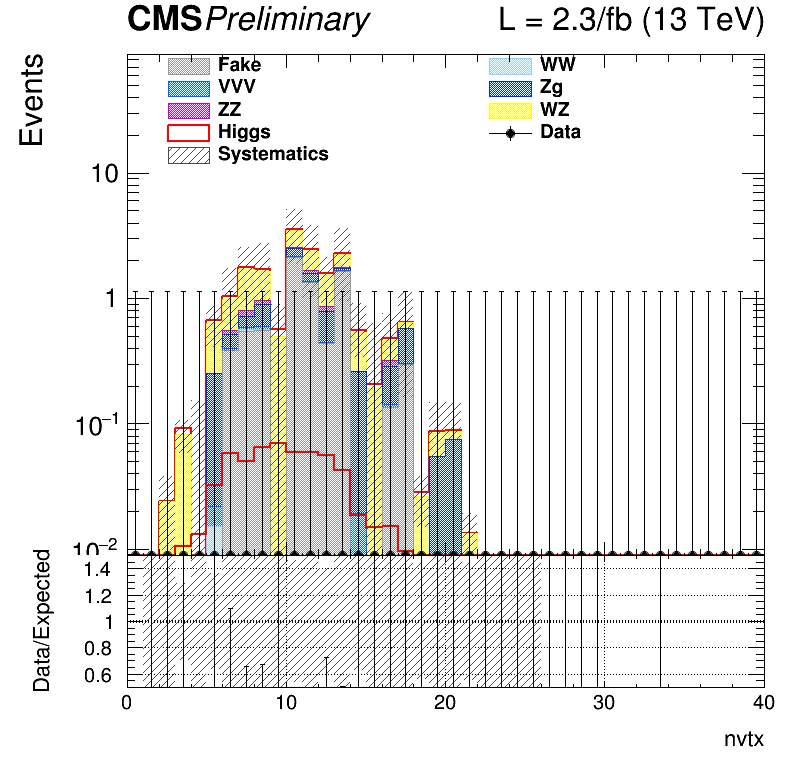 CMS Preliminary L = 2.3/fb (13 TeV)
Events
Fake WW
VVV Zg
ZZ WZ
Higgs Data
Systematics
10
1
10⁻¹
10⁻²
Data/Expected
1.4
1.2
1
0.8
0.6
0 10 20 30 40
nvtx